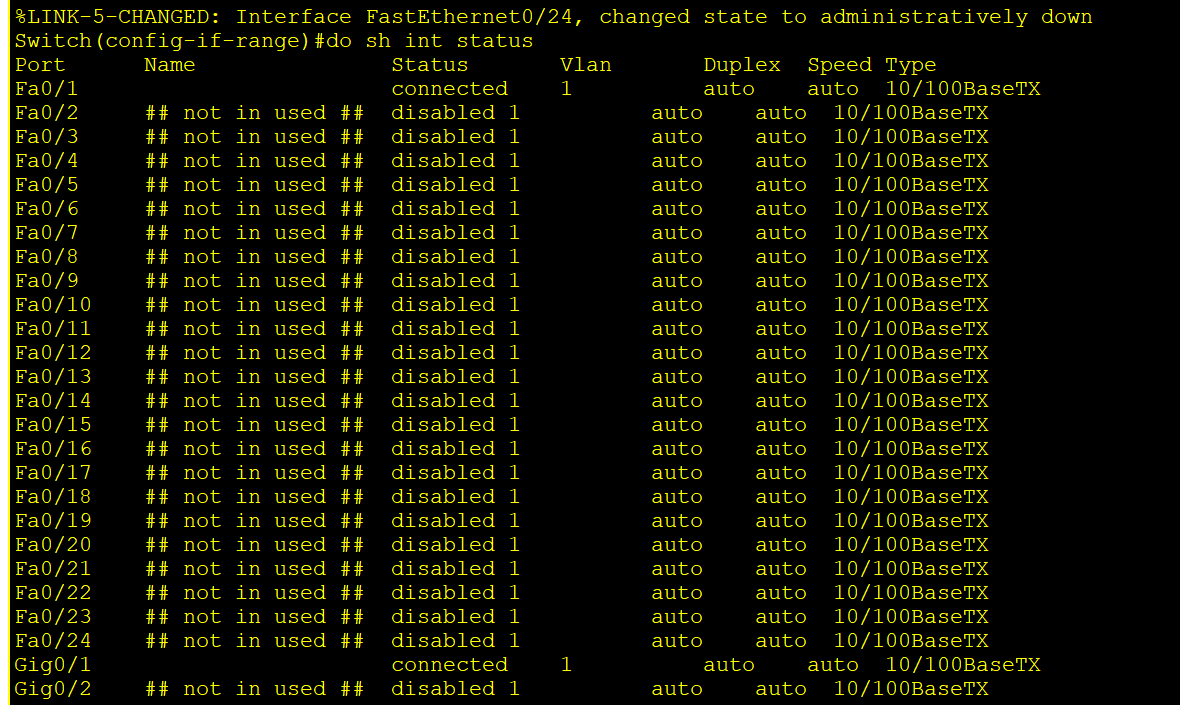 %LINK-5-CHANGED: Interface FastEthernet0/24, changed state to administratively down
Switch(config-if-range)#do sh int status
Port      Name               Status       Vlan       Duplex  Speed Type
Fa0/1                        connected    1          auto    auto  10/100BaseTX
Fa0/2     ## not in used ##  disabled 1          auto    auto  10/100BaseTX
Fa0/3     ## not in used ##  disabled 1          auto    auto  10/100BaseTX
Fa0/4     ## not in used ##  disabled 1          auto    auto  10/100BaseTX
Fa0/5     ## not in used ##  disabled 1          auto    auto  10/100BaseTX
Fa0/6     ## not in used ##  disabled 1          auto    auto  10/100BaseTX
Fa0/7     ## not in used ##  disabled 1          auto    auto  10/100BaseTX
Fa0/8     ## not in used ##  disabled 1          auto    auto  10/100BaseTX
Fa0/9     ## not in used ##  disabled 1          auto    auto  10/100BaseTX
Fa0/10    ## not in used ##  disabled 1          auto    auto  10/100BaseTX
Fa0/11    ## not in used ##  disabled 1          auto    auto  10/100BaseTX
Fa0/12    ## not in used ##  disabled 1          auto    auto  10/100BaseTX
Fa0/13    ## not in used ##  disabled 1          auto    auto  10/100BaseTX
Fa0/14    ## not in used ##  disabled 1          auto    auto  10/100BaseTX
Fa0/15    ## not in used ##  disabled 1          auto    auto  10/100BaseTX
Fa0/16    ## not in used ##  disabled 1          auto    auto  10/100BaseTX
Fa0/17    ## not in used ##  disabled 1          auto    auto  10/100BaseTX
Fa0/18    ## not in used ##  disabled 1          auto    auto  10/100BaseTX
Fa0/19    ## not in used ##  disabled 1          auto    auto  10/100BaseTX
Fa0/20    ## not in used ##  disabled 1          auto    auto  10/100BaseTX
Fa0/21    ## not in used ##  disabled 1          auto    auto  10/100BaseTX
Fa0/22    ## not in used ##  disabled 1          auto    auto  10/100BaseTX
Fa0/23    ## not in used ##  disabled 1          auto    auto  10/100BaseTX
Fa0/24    ## not in used ##  disabled 1          auto    auto  10/100BaseTX
Gig0/1                       connected    1          auto    auto  10/100BaseTX
Gig0/2    ## not in used ##  disabled 1          auto    auto  10/100BaseTX